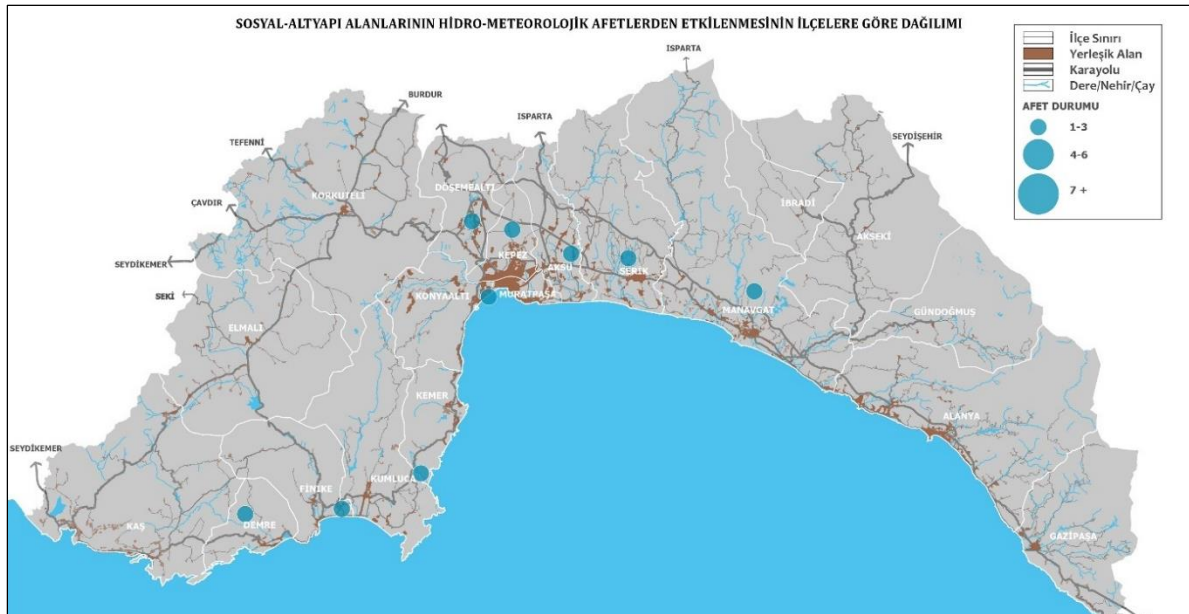 SOSYAL-ALTYAPI ALANLARININ HİDRO-METEOROLOJİK AFETLERDEN ETKİLENMESİNİN İLÇELERE GÖRE DAĞILIMI
İlçe Sınırı
Yerleşik Alan
Karayolu
Dere/Nehir/Çay
AFET DURUMU
1-3
4-6
7 +
ISPARTA
BURDUR
ISPARTA
TEFENNİ
SEYDİŞEHİR
DÖŞEMEALTI
KORKUTELİ
İBRADI
ÇAVDIR
AKSEKİ
KEPEZ
SEYDİKEMER
AKSU
SERİK
SEKİ
KONYAALTI
MURATPAŞA
MANAVGAT
GÜNDOĞMUŞ
ELMALI
KEMER
ALANYA
SEYDİKEMER
KUMLUCA
FİNİKE
KAŞ
DEMRE
GAZİPAŞA